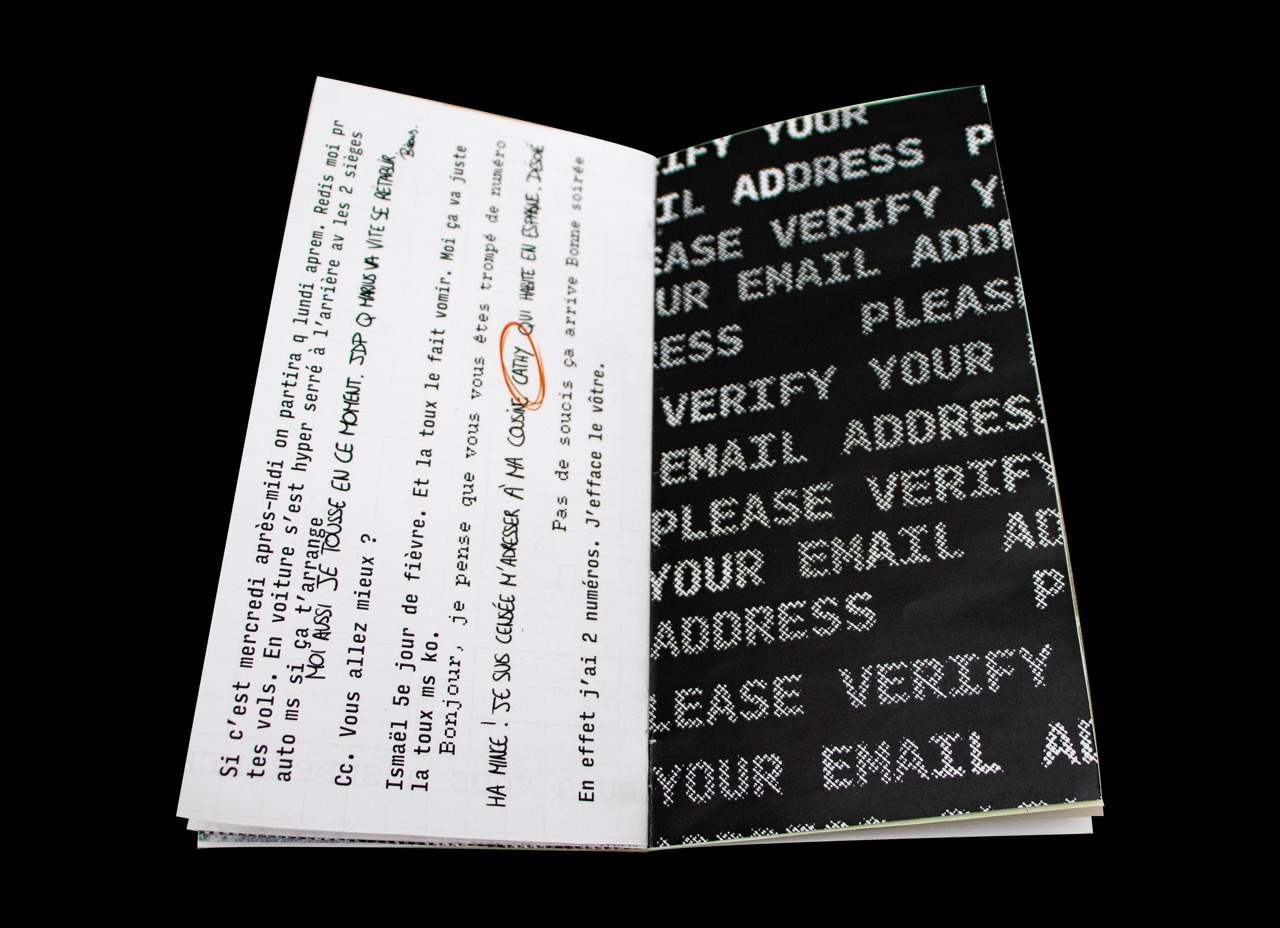 Si c'est mercredi après-midi on partira q lundi aprem. Redis moi pr
tes vols. En voiture s'est hyper serré à l'arrière av les 2 sièges
auto ms si ça t'arrange
MOI AUSSI JE TOUSSE EN CE MOMENT. JDP Q MARIUS VA VITE SE RÉTABLIR
Bisous.
Cc. Vous allez mieux ?
Ismaël 5e jour de fièvre. Et la toux le fait vomir. Moi ça va juste
la toux ms ko.
Bonjour, je pense que vous vous êtes trompé de numéro
HA MINCE ! JE SUIS CENSÉE M'ADRESSER À MA COUSINE CATHY QUI HABITE EN ESPAGNE. DÉSOLÉ
Pas de soucis ça arrive Bonne soirée
En effet j'ai 2 numéros. J'efface le vôtre.
IFY YOUR
IL ADDRESS P
EASE VERIFY Y
UR EMAIL ADDR
ESS PLEAS
VERIFY YOUR
EMAIL ADDRES
PLEASE VERIFY
YOUR EMAIL AD
ADDRESS P
LEASE VERIFY
YOUR EMAIL AD